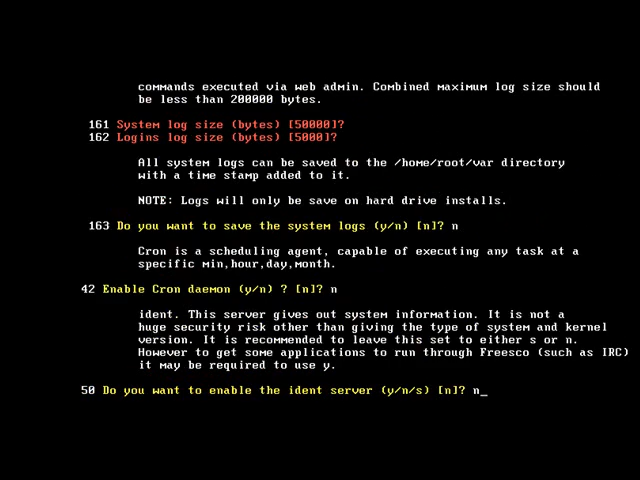 commands executed via web admin. Combined maximum log size should
be less than 200000 bytes.
161 System log size (bytes) [50000]?
162 Logins log size (bytes) [5000]?
All system logs can be saved to the /home/root/var directory
with a time stamp added to it.
NOTE: Logs will only be save on hard drive installs.
163 Do you want to save the system logs (y/n) [n]? n
Cron is a scheduling agent, capable of executing any task at a
specific min,hour,day,month.
42 Enable Cron daemon (y/n) ? [n]? n
ident. This server gives out system information. It is not a
huge security risk other than giving the type of system and kernel
version. It is recommended to leave this set to either s or n.
However to get some applications to run through Freesco (such as IRC)
it may be required to use y.
50 Do you want to enable the ident server (y/n/s) [n]? n_